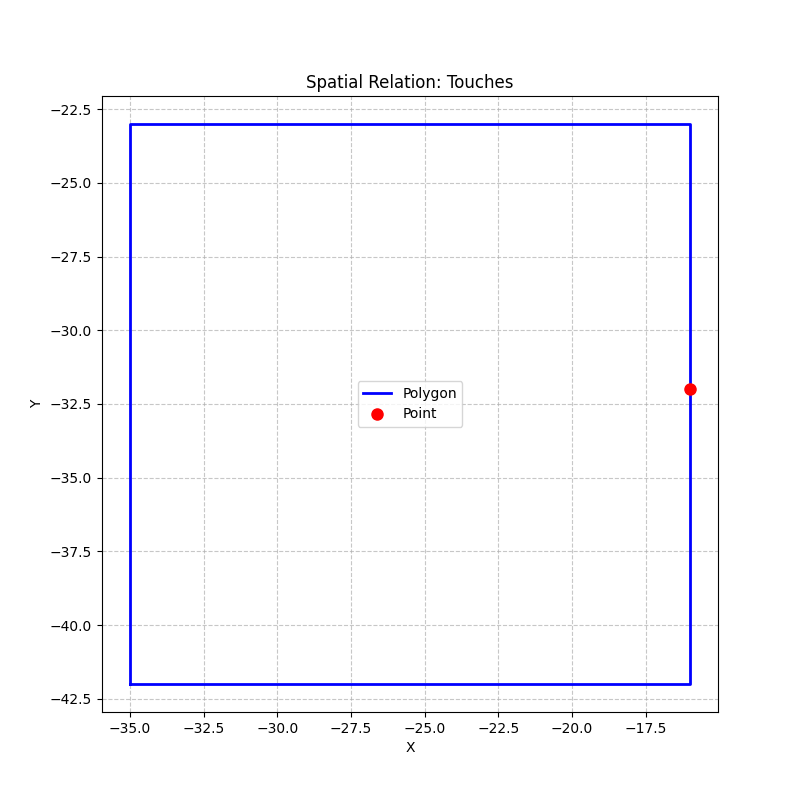 Spatial Relation: Touches
−22.5
−25.0
−27.5
−30.0
−32.5
−35.0
−37.5
−40.0
−42.5
Y
Polygon
Point
−35.0 −32.5 −30.0 −27.5 −25.0 −22.5 −20.0 −17.5
X